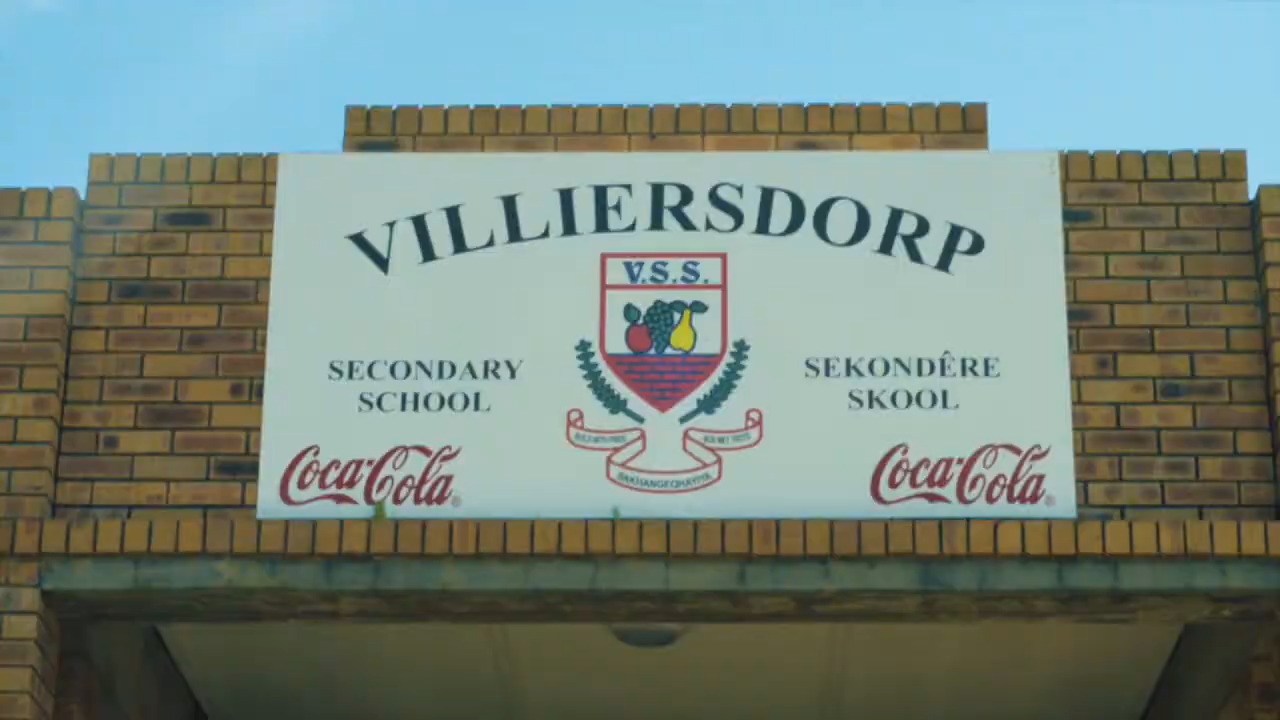 VILLIERSDORP
V.S.S.
SECONDARY
SCHOOL
SEKONDÊRE
SKOOL
Coca-Cola
Coca-Cola